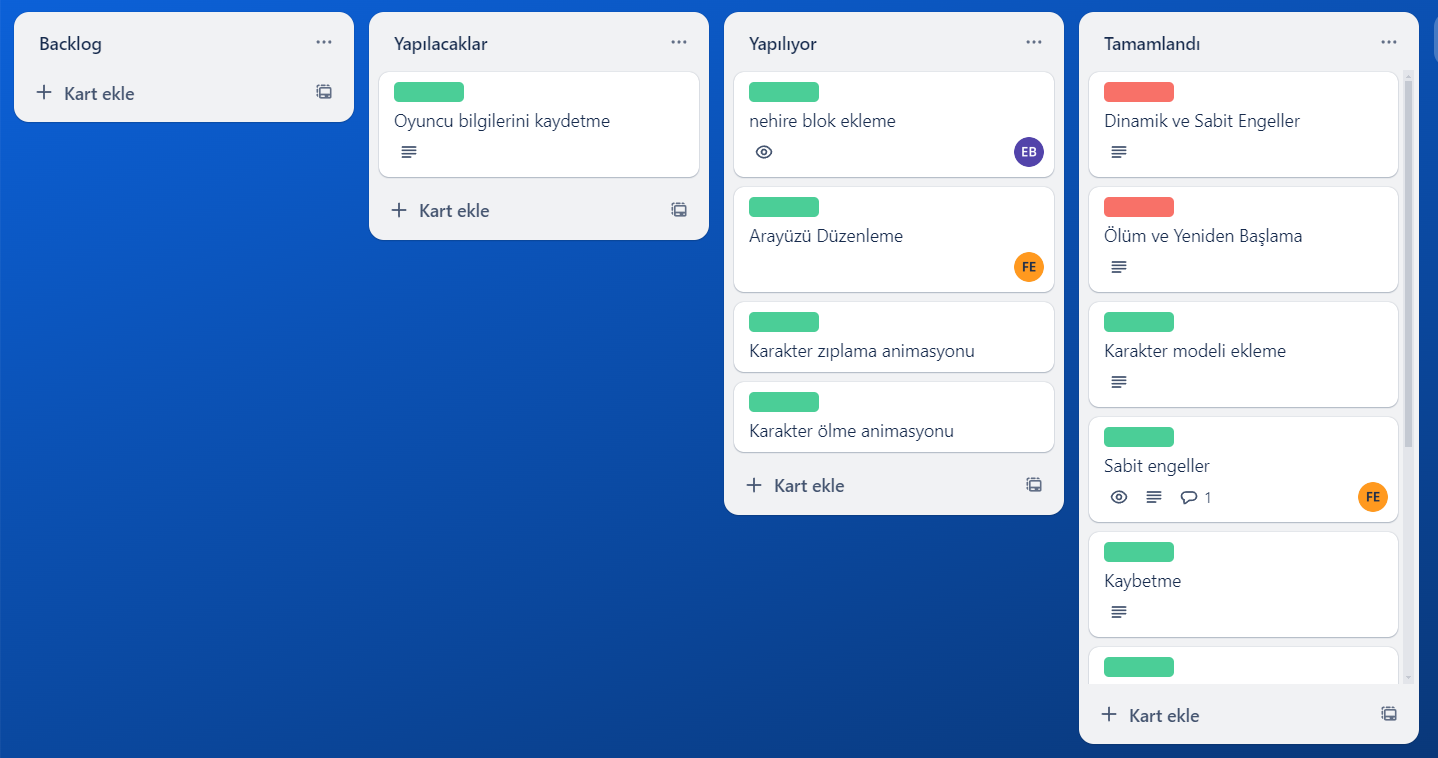 Backlog
Kart ekle
Yapılacaklar
Oyuncu bilgilerini kaydetme
Kart ekle
Yapılıyor
nehire blok ekleme
EB
Arayüzü Düzenleme
FE
Karakter zıplama animasyonu
Karakter ölme animasyonu
Kart ekle
Tamamlandı
Dinamik ve Sabit Engeller
Ölüm ve Yeniden Başlama
Karakter modeli ekleme
Sabit engeller
1
FE
Kaybetme
Kart ekle